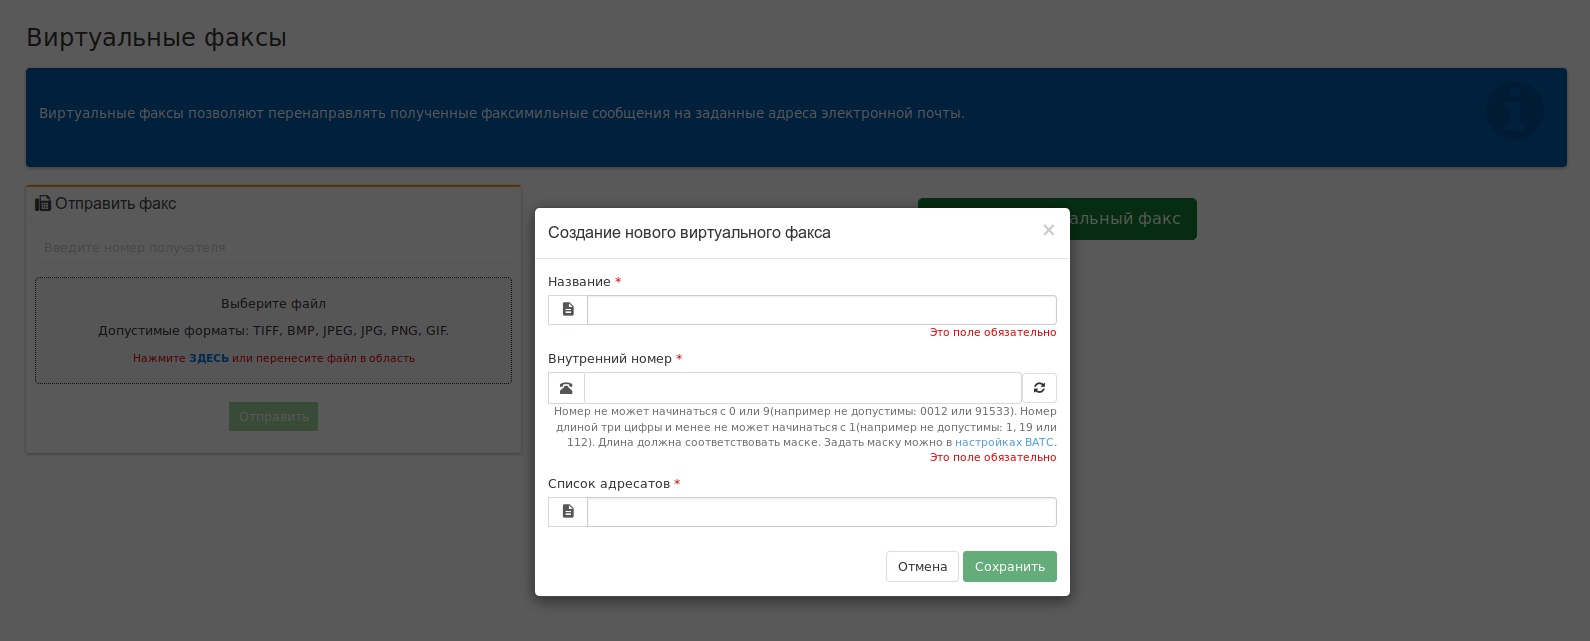 Виртуальные факсы
Виртуальные факсы позволяют перенаправлять полученные факсимильные сообщения на заданные адреса электронной почты.
Отправить факс
Введите номер получателя
Выберите файл
Допустимые форматы: TIFF, BMP, JPEG, JPG, PNG, GIF.
Нажмите ЗДЕСЬ или перенесите файл в область
Отправить
альный факс
Создание нового виртуального факса
×
Название *
Это поле обязательно
Внутренний номер *
Номер не может начинаться с 0 или 9(например не допустимы: 0012 или 91533). Номер
длиной три цифры и менее не может начинаться с 1(например не допустимы: 1, 19 или
112). Длина должна соответствовать маске. Задать маску можно в настройках ВАТС.
Это поле обязательно
Список адресатов *
Отмена
Сохранить